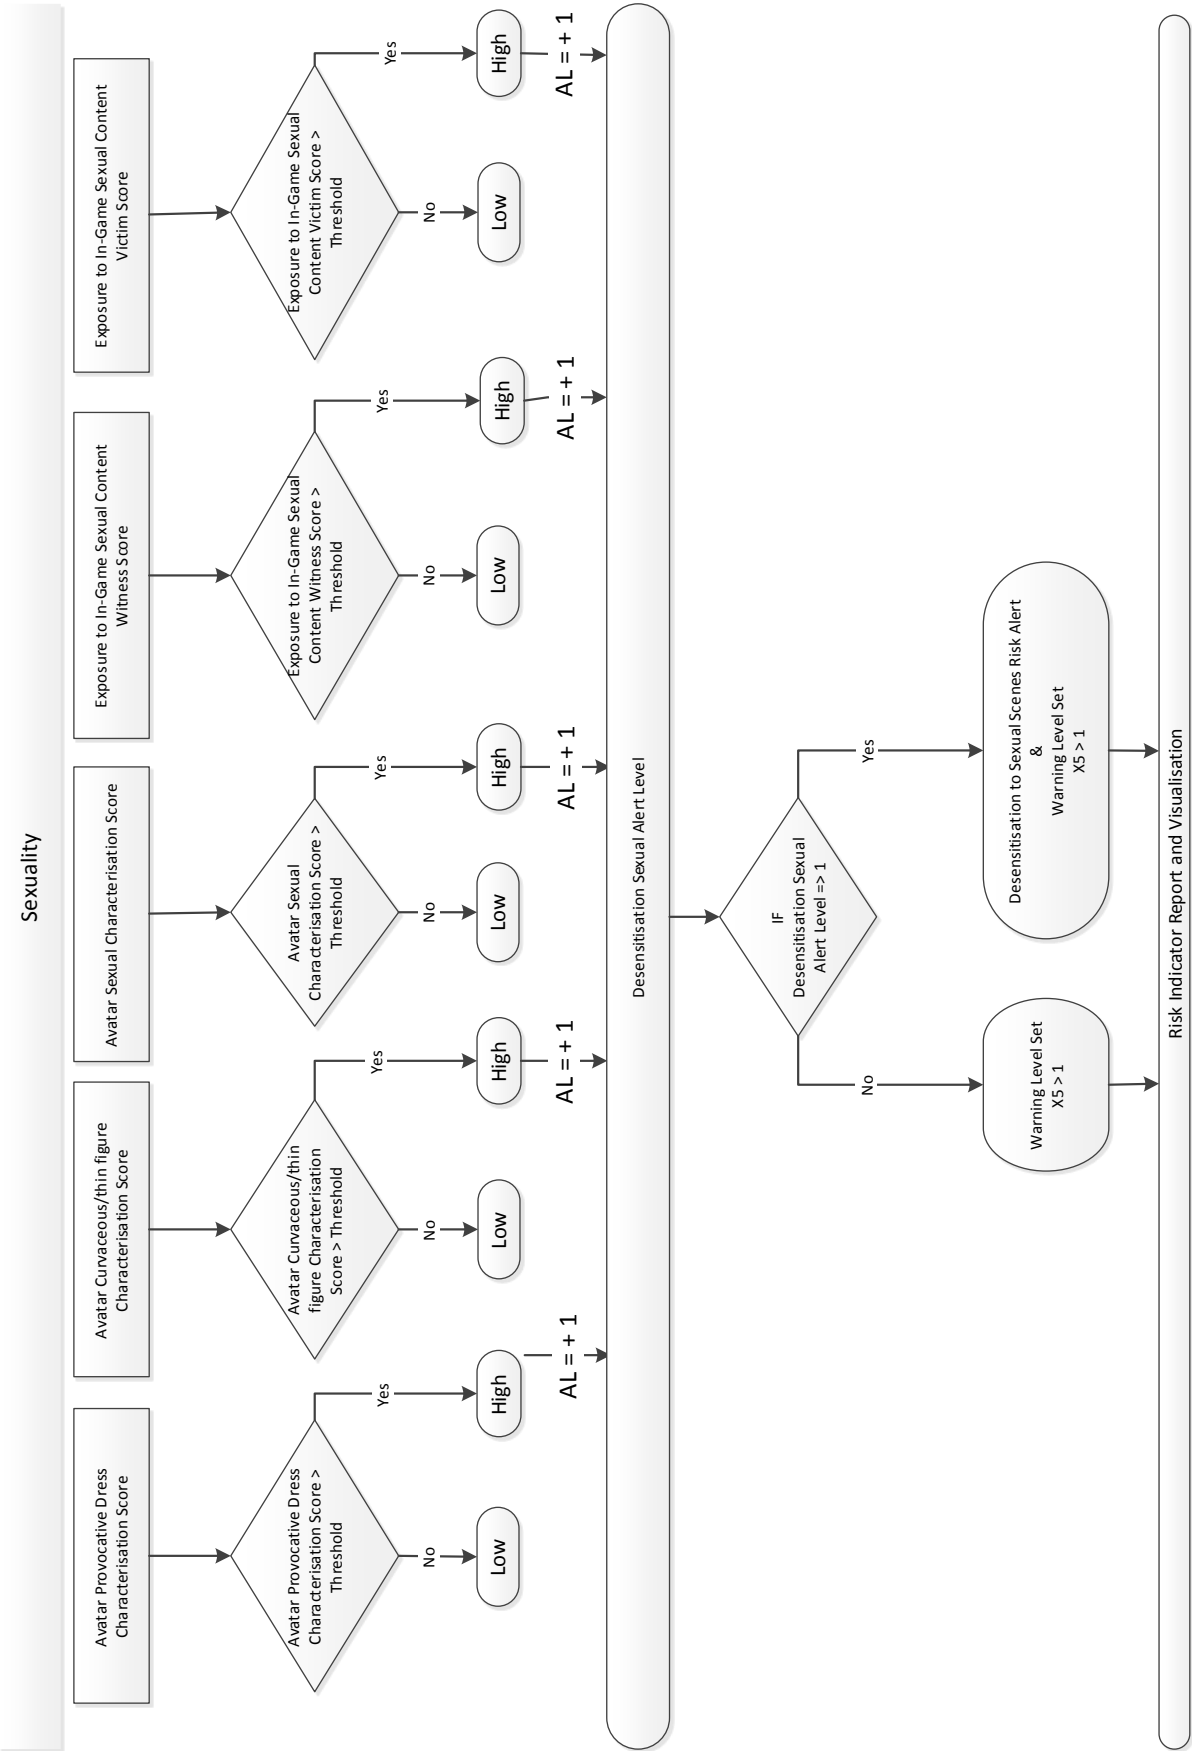 Sexuality
Avatar Provocative Dress
Characterisation Score
Avatar Curvaceous/thin figure
Characterisation Score
Avatar Sexual Characterisation Score
Exposure to In-Game Sexual Content
Witness Score
Exposure to In-Game Sexual Content
Victim Score
Avatar Provocative Dress
Characterisation Score >
Threshold
Avatar Curvaceous/thin
figure Characterisation
Score > Threshold
Avatar Sexual
Characterisation Score >
Threshold
Exposure to In-Game Sexual
Content Witness Score >
Threshold
Exposure to In-Game Sexual
Content Victim Score >
Threshold
No
Yes
No
Yes
No
Yes
No
Yes
No
Yes
Low
High
Low
High
Low
High
Low
High
Low
High
AL = + 1
AL = + 1
AL = + 1
AL = + 1
AL = + 1
Desensitisation Sexual Alert Level
IF
Desensitisation Sexual
Alert Level => 1
No
Yes
Warning Level Set
X5 > 1
Desensitisation to Sexual Scenes Risk Alert
&
Warning Level Set
X5 > 1
Risk Indicator Report and Visualisation